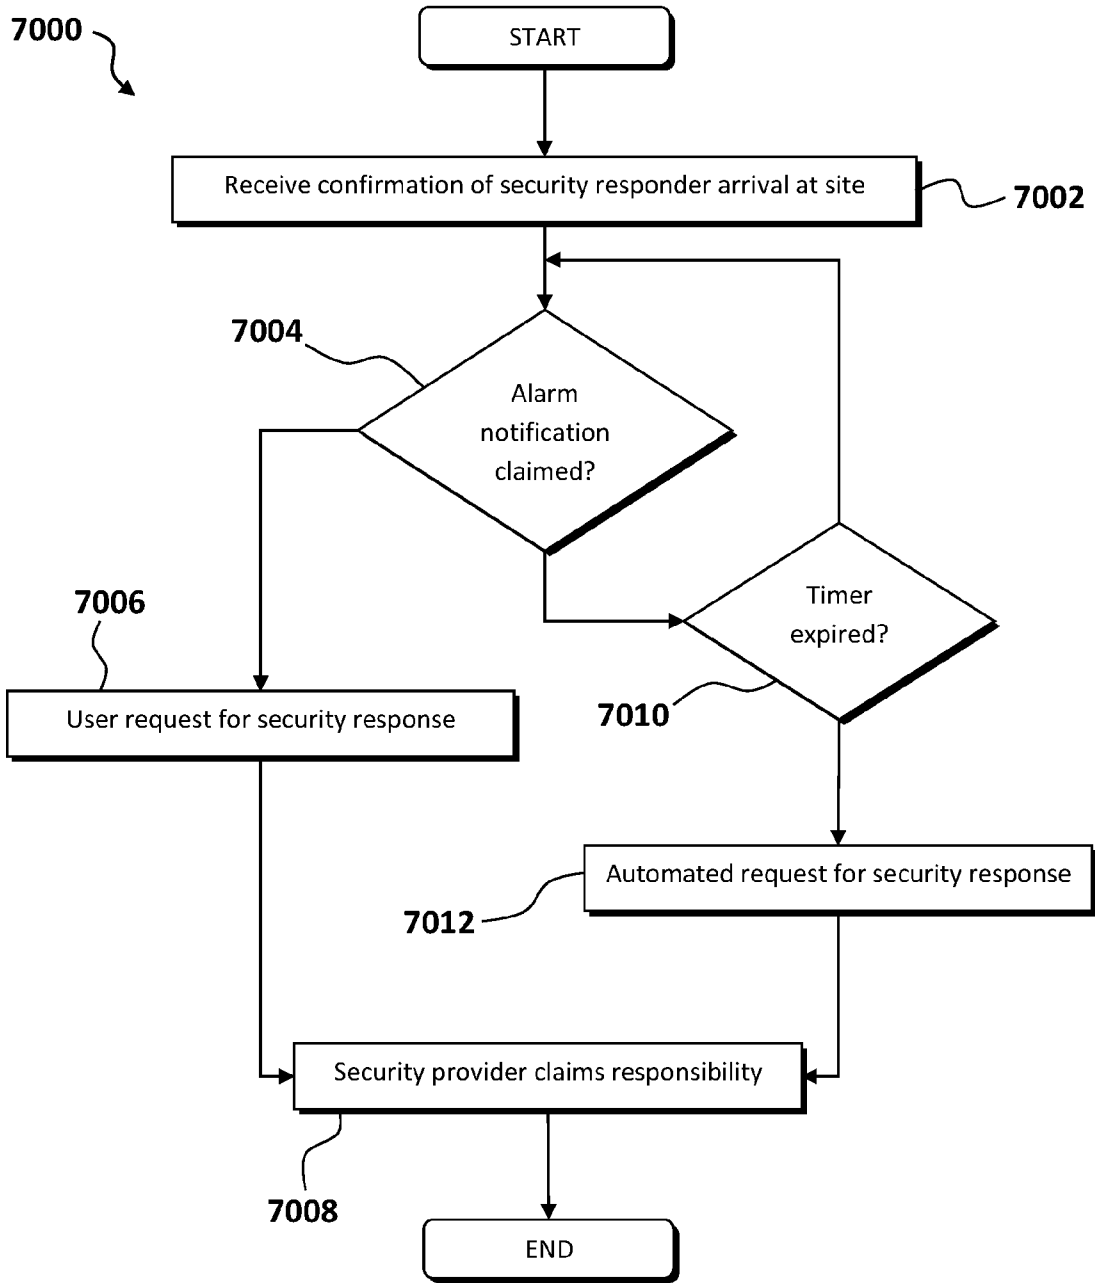 7000
START
Receive confirmation of security responder arrival at site
7002
7004
Alarm
notification
claimed?
7006
Timer
expired?
User request for security response
7010
Automated request for security response
7012
Security provider claims responsibility
7008
END